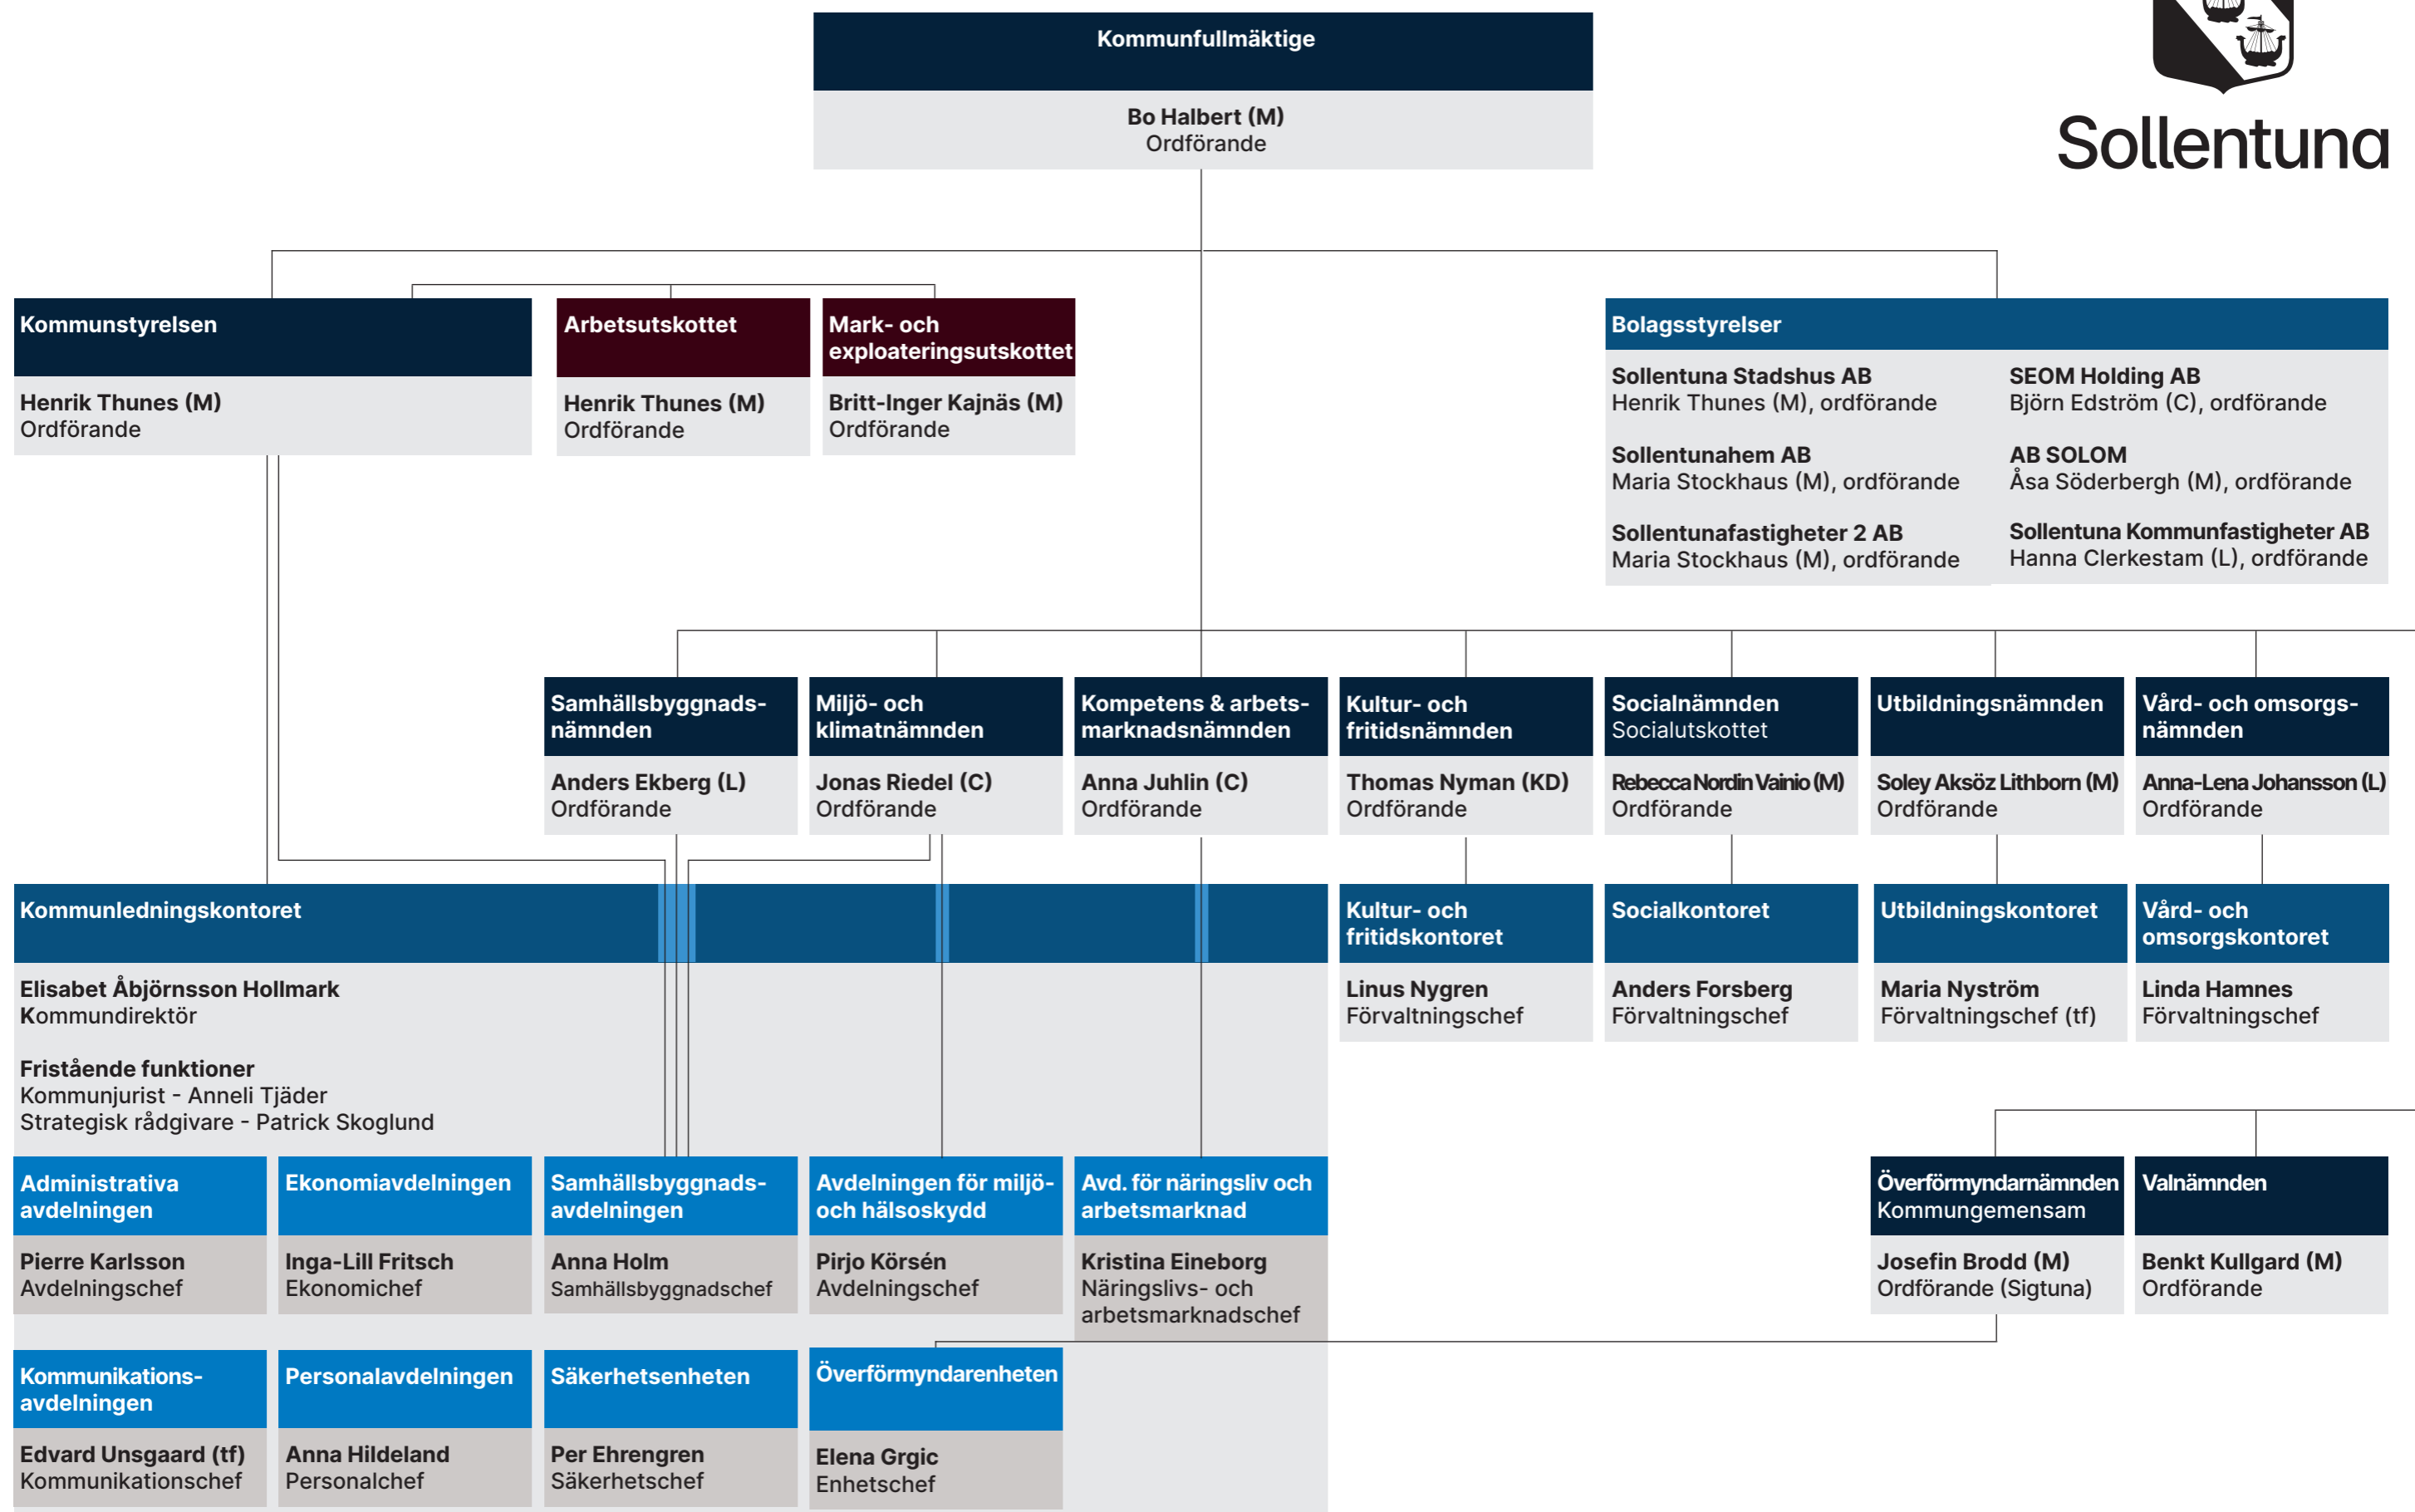 Kommunfullmäktige
Bo Halbert (M)
Ordförande
Sollentuna
Kommunstyrelsen
Henrik Thunes (M)
Ordförande
Arbetsutskottet
Henrik Thunes (M)
Ordförande
Mark- och
exploateringsutskottet
Britt-Inger Kajnäs (M)
Ordförande
Bolagsstyrelser
Sollentuna Stadshus AB
Henrik Thunes (M), ordförande
Sollentunahem AB
Maria Stockhaus (M), ordförande
Sollentunafastigheter 2 AB
Maria Stockhaus (M), ordförande
SEOM Holding AB
Björn Edström (C), ordförande
AB SOLOM
Åsa Söderbergh (M), ordförande
Sollentuna Kommunfastigheter AB
Hanna Clerkestam (L), ordförande
Samhällsbyggnads-
nämnden
Anders Ekberg (L)
Ordförande
Miljö- och
klimatnämnden
Jonas Riedel (C)
Ordförande
Kompetens & arbets-
marknadsnämnden
Anna Juhlin (C)
Ordförande
Kultur- och
fritidsnämnden
Thomas Nyman (KD)
Ordförande
Socialnämnden
Socialutskottet
Rebecca Nordin Vainio (M)
Ordförande
Utbildningsnämnden
Soley Aksöz Lithborn (M)
Ordförande
Vård- och omsorgs-
nämnden
Anna-Lena Johansson (L)
Ordförande
Kommunledningskontoret
Elisabet Åbjörnsson Hollmark
Kommundirektör
Fristående funktioner
Kommunjurist - Anneli Tjäder
Strategisk rådgivare - Patrick Skoglund
Kultur- och
fritidskontoret
Linus Nygren
Förvaltningschef
Socialkontoret
Anders Forsberg
Förvaltningschef
Utbildningskontoret
Maria Nyström
Förvaltningschef (tf)
Vård- och
omsorgskontoret
Linda Hamnes
Förvaltningschef
Administrativa
avdelningen
Pierre Karlsson
Avdelningschef
Ekonomiavdelningen
Inga-Lill Fritsch
Ekonomichef
Samhällsbyggnads-
avdelningen
Anna Holm
Samhällsbyggnadschef
Avdelningen för miljö-
och hälsoskydd
Pirjo Körsén
Avdelningschef
Avd. för näringsliv och
arbetsmarknad
Kristina Eineborg
Näringslivs- och
arbetsmarknadschef
Överförmyndarnämnden
Kommungemensam
Josefin Brodd (M)
Ordförande (Sigtuna)
Valnämnden
Benkt Kullgard (M)
Ordförande
Kommunikations-
avdelningen
Edvard Unsgaard (tf)
Kommunikationschef
Personalavdelningen
Anna Hildeland
Personalchef
Säkerhetsenheten
Per Ehrengren
Säkerhetschef
Överförmyndarenheten
Elena Grgic
Enhetschef